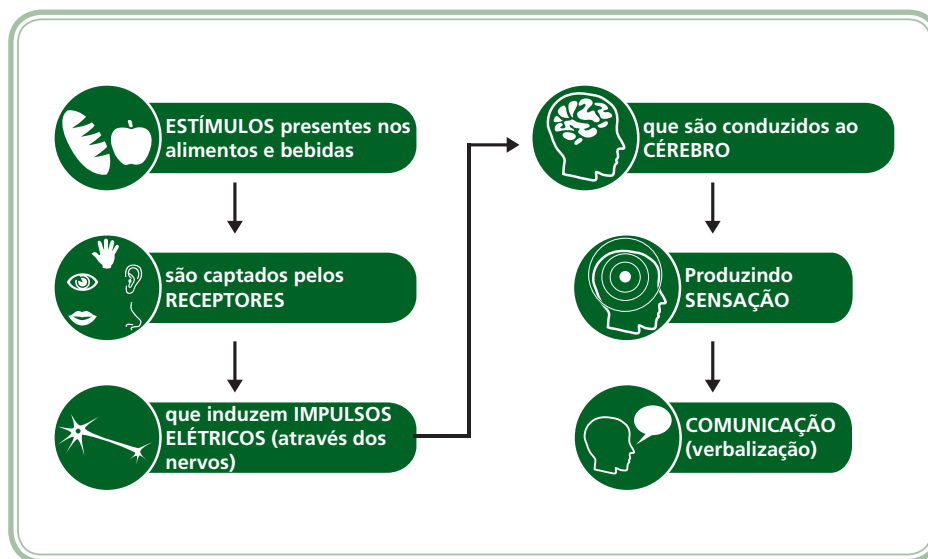 ESTÍMULOS presentes nos
alimentos e bebidas
são captados pelos
RECEPTORES
que induzem IMPULSOS
ELÉTRICOS (através dos
nervos)
que são conduzidos ao
CÉREBRO
Produzindo
SENSAÇÃO
COMUNICAÇÃO
(verbalização)